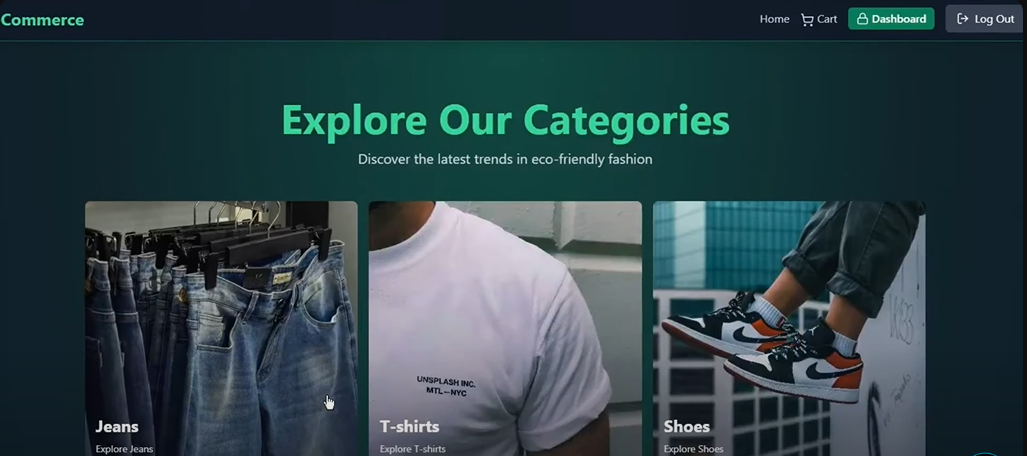 Commerce
Home Cart Dashboard Log Out
Explore Our Categories
Discover the latest trends in eco-friendly fashion
UNSPLASH INC.
MTL—NYC
Jeans T-shirts Shoes
Explore Jeans Explore T-shirts Explore Shoes